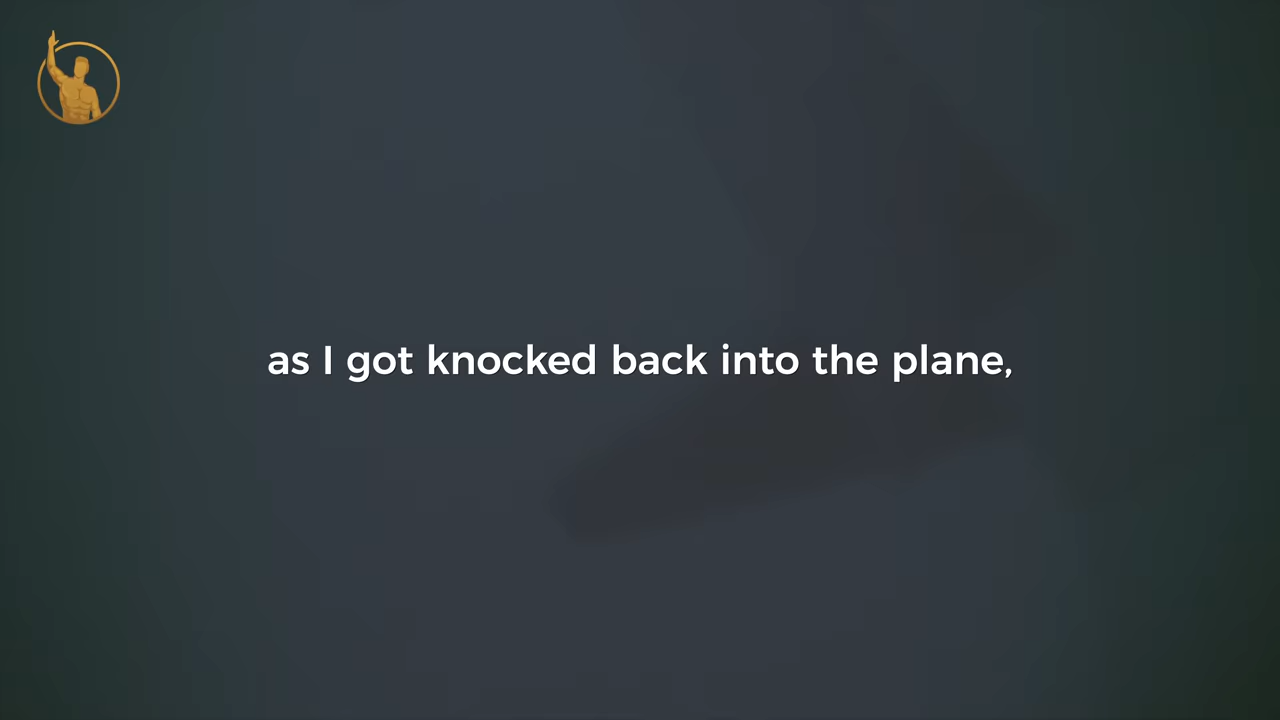 as I got knocked back into the plane,